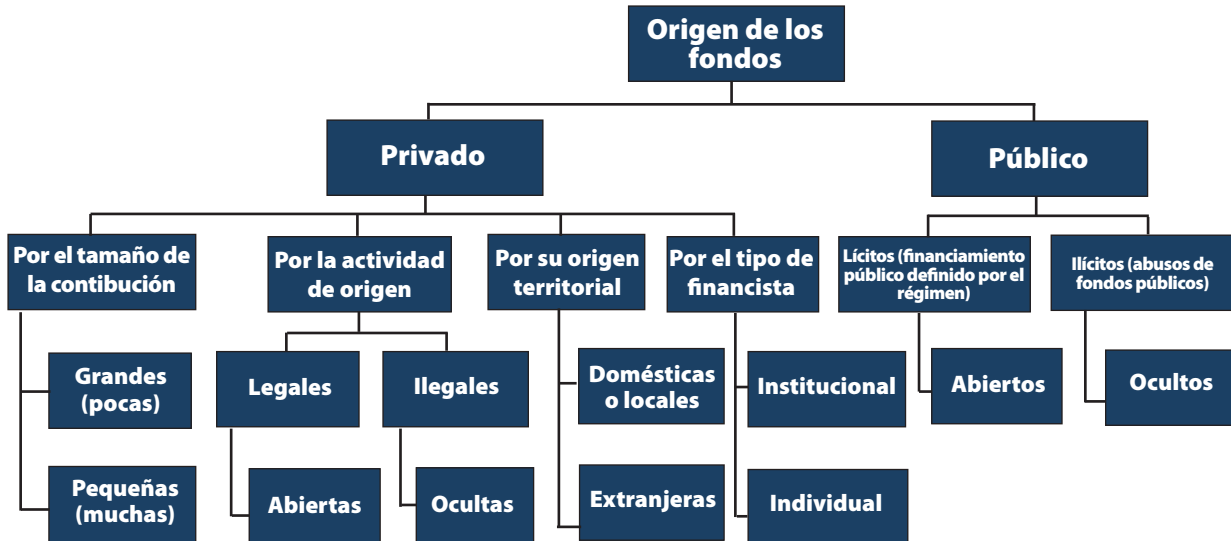 Origen de los
fondos
Privado
Público
Por el tamaño de
la contibución
Por la actividad
de origen
Por su origen
territorial
Por el tipo de
financista
Lícitos (financiamiento
público definido por el
régimen)
Ilícitos (abusos de
fondos públicos)
Grandes
(pocas)
Legales
Ilegales
Domésticas
o locales
Institucional
Abiertos
Ocultos
Pequeñas
(muchas)
Abiertas
Ocultas
Extranjeras
Individual